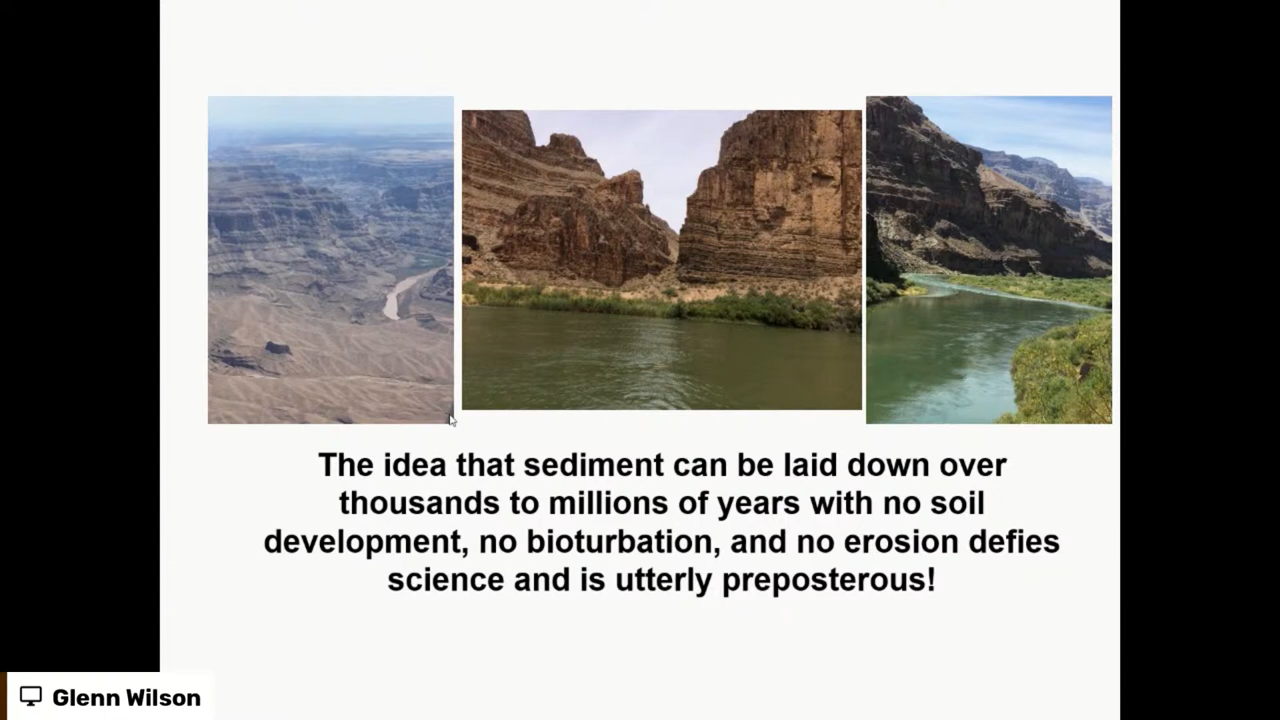 The idea that sediment can be laid down over
thousands to millions of years with no soil
development, no bioturbation, and no erosion defies
science and is utterly preposterous!
Glenn Wilson